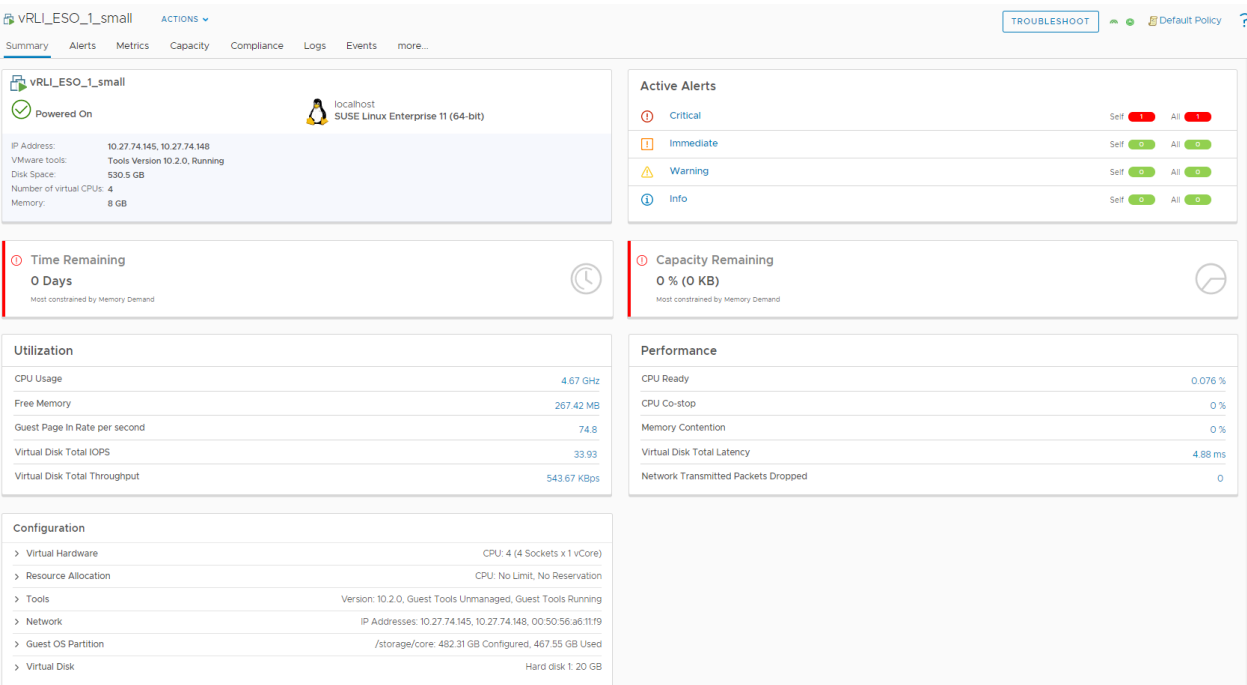 vRLI_ESO_1_small ACTIONS TROUBLESHOOT Default Policy ?
Summary Alerts Metrics Capacity Compliance Logs Events more...
vRLI_ESO_1_small
Powered On
localhost
SUSE Linux Enterprise 11 (64-bit)
IP Address: 10.27.74.145, 10.27.74.148
VMware tools: Tools Version 10.2.0, Running
Disk Space: 530.5 GB
Number of virtual CPUs: 4
Memory: 8 GB
Active Alerts
Critical Self 1 All 1
Immediate Self 0 All 0
Warning Self 0 All 0
Info Self 0 All 0
Time Remaining
0 Days
Most constrained by Memory Demand
Capacity Remaining
0 % (0 KB)
Most constrained by Memory Demand
Utilization
CPU Usage 4.67 GHz
Free Memory 267.42 MB
Guest Page In Rate per second 74.8
Virtual Disk Total IOPS 33.93
Virtual Disk Total Throughput 543.67 KBps
Performance
CPU Ready 0.076 %
CPU Co-stop 0 %
Memory Contention 0 %
Virtual Disk Total Latency 4.88 ms
Network Transmitted Packets Dropped 0
Configuration
Virtual Hardware CPU: 4 (4 Sockets x 1 vCore)
Resource Allocation CPU: No Limit, No Reservation
Tools Version: 10.2.0, Guest Tools Unmanaged, Guest Tools Running
Network IP Addresses: 10.27.74.145, 10.27.74.148, 00:50:56:a6:11:f9
Guest OS Partition /storage/core: 482.31 GB Configured, 467.55 GB Used
Virtual Disk Hard disk 1: 20 GB